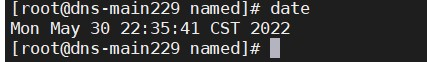 [root@dns-main229 named]# date
Mon May 30 22:35:41 CST 2022
[root@dns-main229 named]#